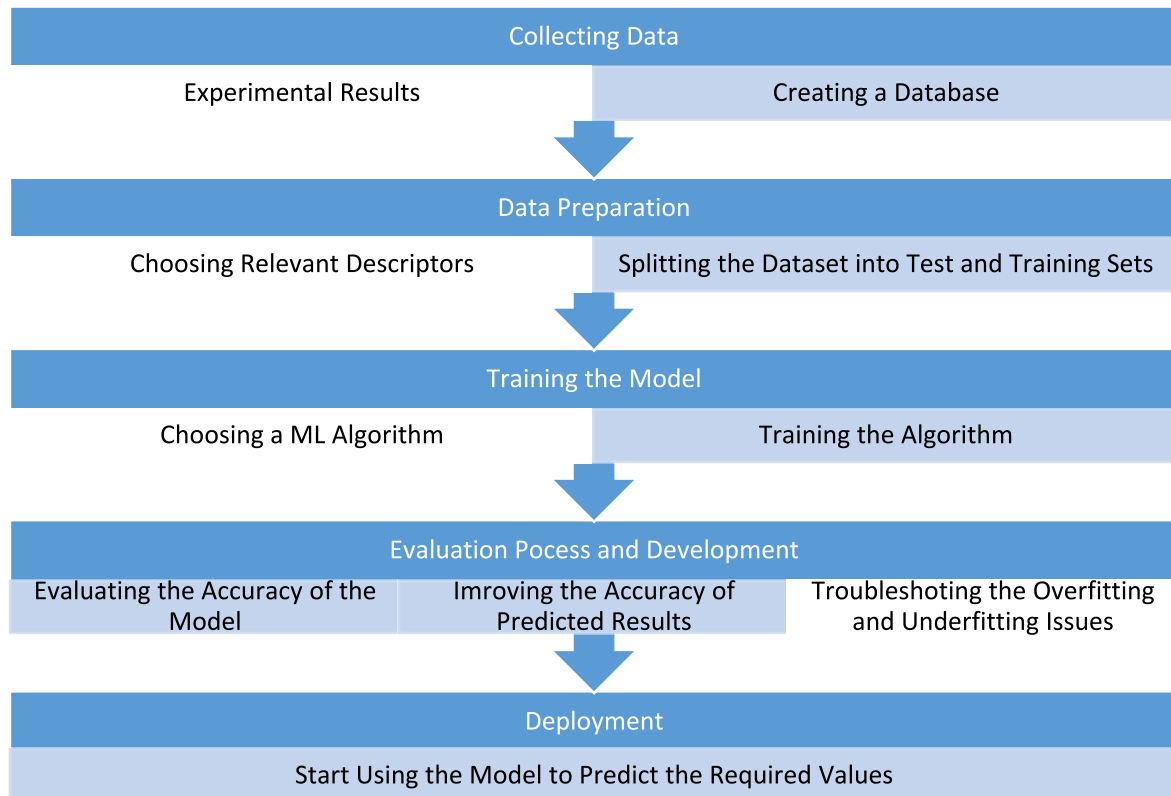 Collecting Data
Experimental Results
Creating a Database
Data Preparation
Choosing Relevant Descriptors
Splitting the Dataset into Test and Training Sets
Training the Model
Choosing a ML Algorithm
Training the Algorithm
Evaluation Pocess and Development
Evaluating the Accuracy of the
Model
Imroving the Accuracy of
Predicted Results
Troubleshoting the Overfitting
and Underfitting Issues
Deployment
Start Using the Model to Predict the Required Values